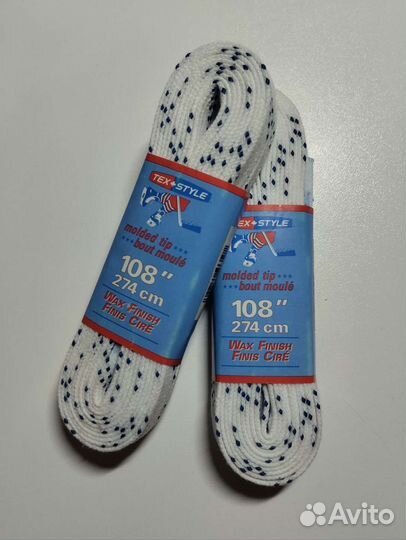 TEX+STYLE
molded tip
bout moulé
108"
274 cm
WAX FINISH
FINIS CIRÉ
TEX+STYLE
molded tip
bout moulé
108"
274 cm
WAX FINISH
FINIS CIRÉ
Avito